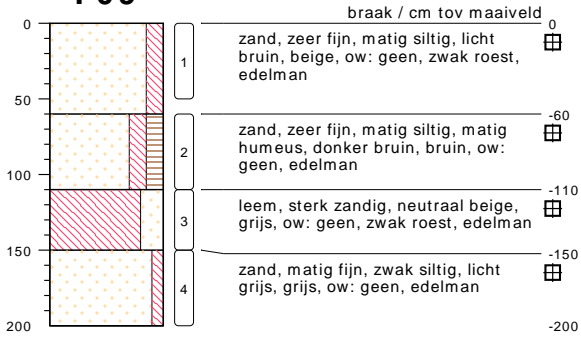 braak / cm tov maaiveld
0
0
zand, zeer fijn, matig siltig, licht
bruin, beige, ow: geen, zwak roest,
edelman
1
50
-60
zand, zeer fijn, matig siltig, matig
humeus, donker bruin, bruin, ow:
geen, edelman
2
100
-110
leem, sterk zandig, neutraal beige,
grijs, ow: geen, zwak roest, edelman
3
150
-150
zand, matig fijn, zwak siltig, licht
grijs, grijs, ow: geen, edelman
4
200
-200